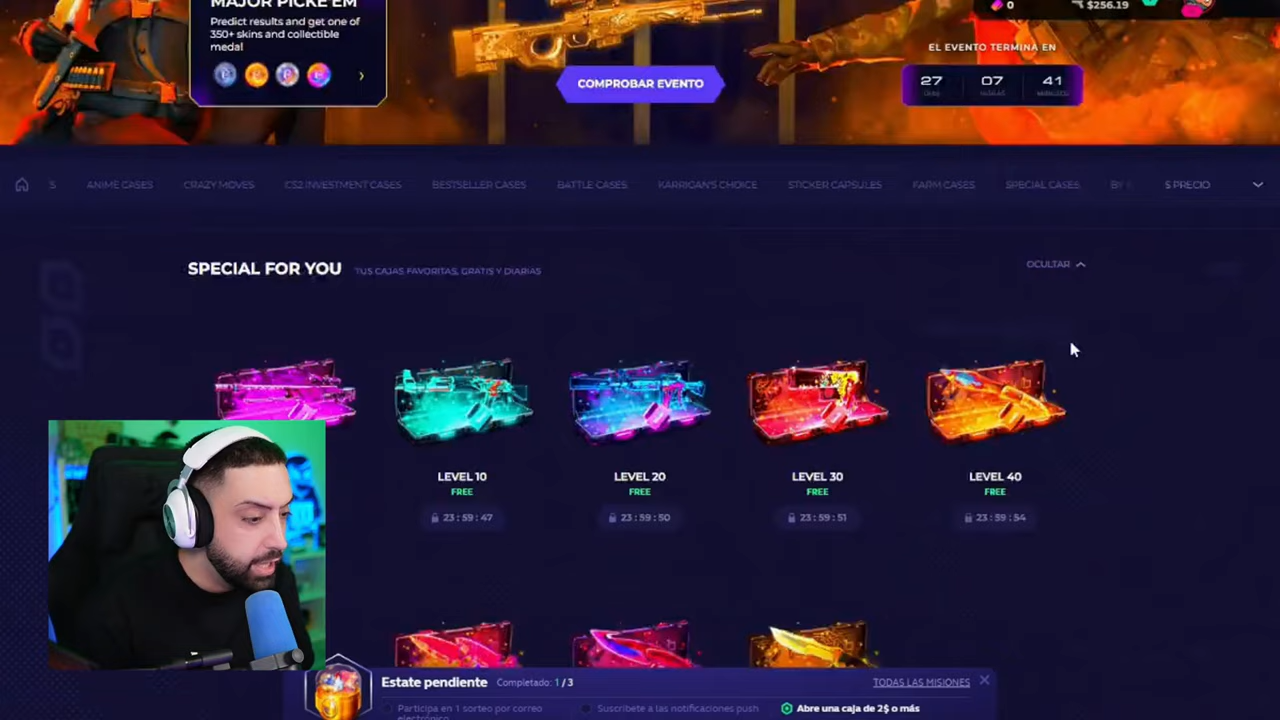 MAJOR PICK'EM
Predict results and get one of
350+ skins and collectible
medal
COMPROBAR EVENTO
0
$256.19
EL EVENTO TERMINA EN
27 07 41
S ANIME CASES CRAZY MOVES CS2 INVESTMENT CASES BESTSELLER CASES BATTLE CASES KARRIGAN'S CHOICE STICKER CAPSULES FARM CASES SPECIAL CASES BY $ PRECIO
SPECIAL FOR YOU TUS CAJAS FAVORITAS, GRATIS Y DIARIAS OCULTAR
LEVEL 10 LEVEL 20 LEVEL 30 LEVEL 40
FREE FREE FREE FREE
23:59:47 23:59:50 23:59:51 23:59:54
Estate pendiente Completado: 1 / 3 TODAS LAS MISIONES
Participa en 1 sorteo por correo Suscríbete a las notificaciones push Abre una caja de 2$ o más
electrónico